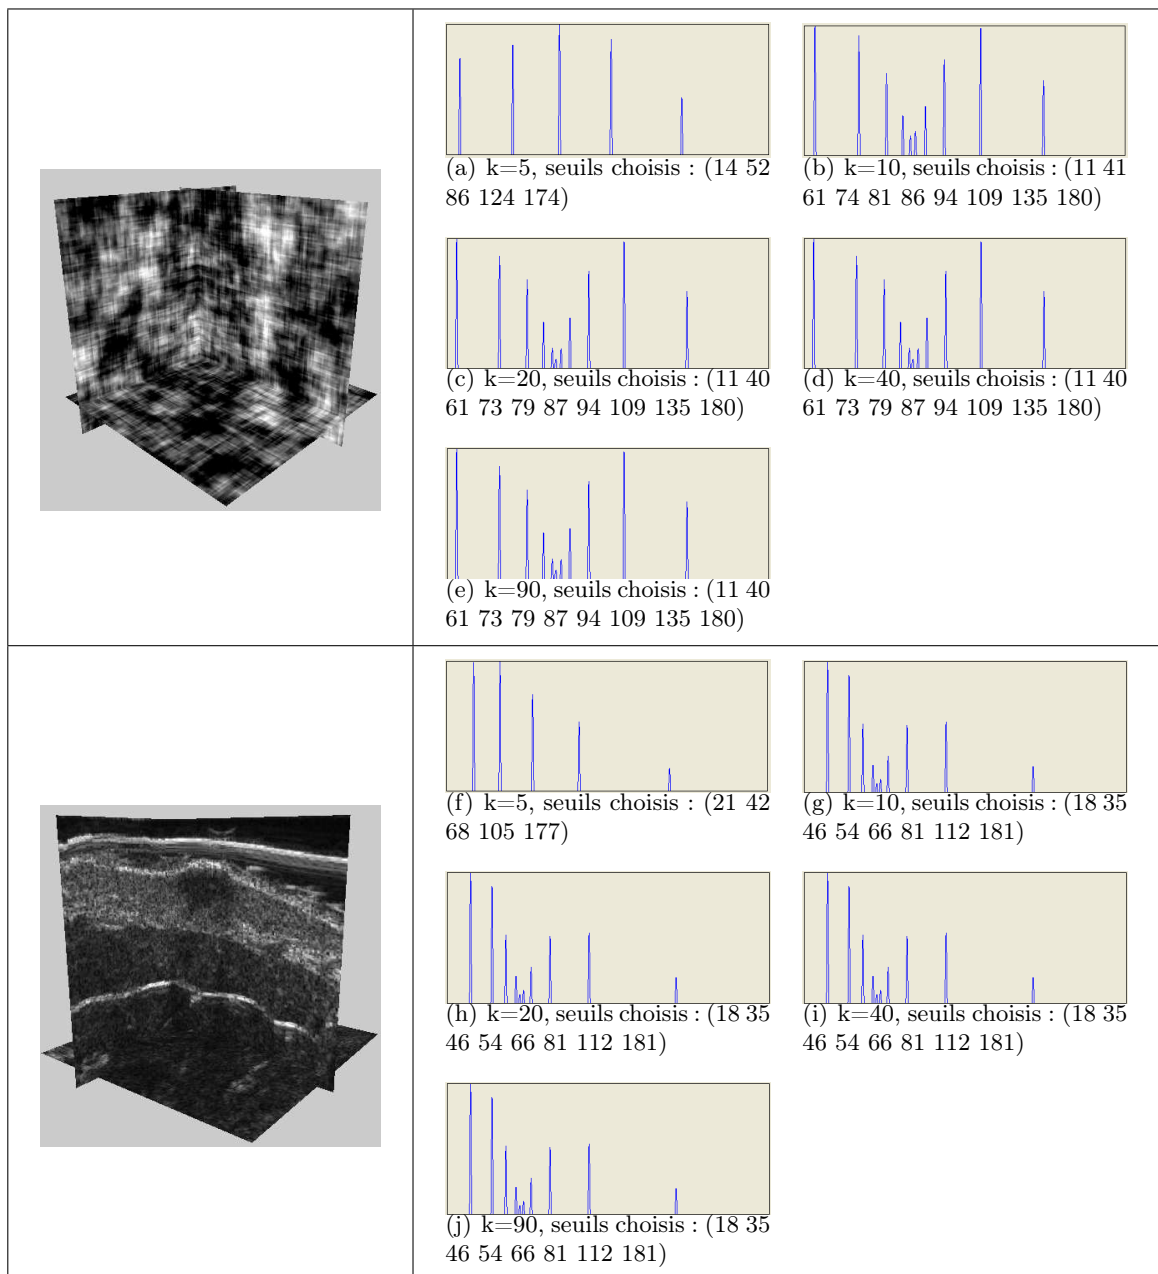 (a) k=5, seuils choisis : (14 52
86 124 174)
(b) k=10, seuils choisis : (11 41
61 74 81 86 94 109 135 180)
(c) k=20, seuils choisis : (11 40
61 73 79 87 94 109 135 180)
(d) k=40, seuils choisis : (11 40
61 73 79 87 94 109 135 180)
(e) k=90, seuils choisis : (11 40
61 73 79 87 94 109 135 180)
(f) k=5, seuils choisis : (21 42
68 105 177)
(g) k=10, seuils choisis : (18 35
46 54 66 81 112 181)
(h) k=20, seuils choisis : (18 35
46 54 66 81 112 181)
(i) k=40, seuils choisis : (18 35
46 54 66 81 112 181)
(j) k=90, seuils choisis : (18 35
46 54 66 81 112 181)